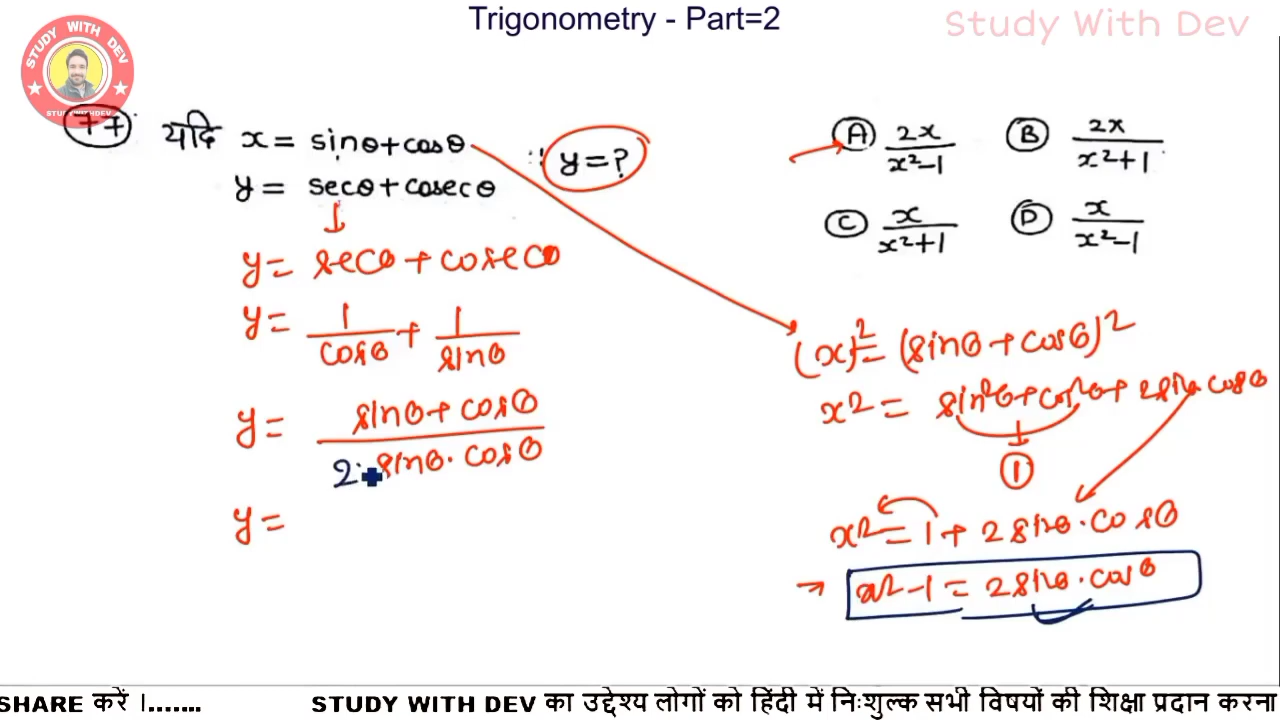 Trigonometry - Part=2
Study With Dev
STUDY WITH DEV
STUDY WITHDEV
77 यदि x = sinθ+cosθ
y = secθ+cosecθ
:: y=?
(A) 2x/(x²-1) (B) 2x/(x²+1)
(C) x/(x²+1) (D) x/(x²-1)
y = secθ + cosecθ
y = 1/cosθ + 1/sinθ
y = (sinθ + cosθ)/(2·sinθ·cosθ)
y =
(x)² = (sinθ + cosθ)²
x² = sin²θ + cos²θ + 2sinθ cosθ
1
x² = 1 + 2sinθ·cosθ
→ x²-1 = 2sinθ·cosθ
SHARE करें ।....... STUDY WITH DEV का उद्देश्य लोगों को हिंदी में निःशुल्क सभी विषयों की शिक्षा प्रदान करना